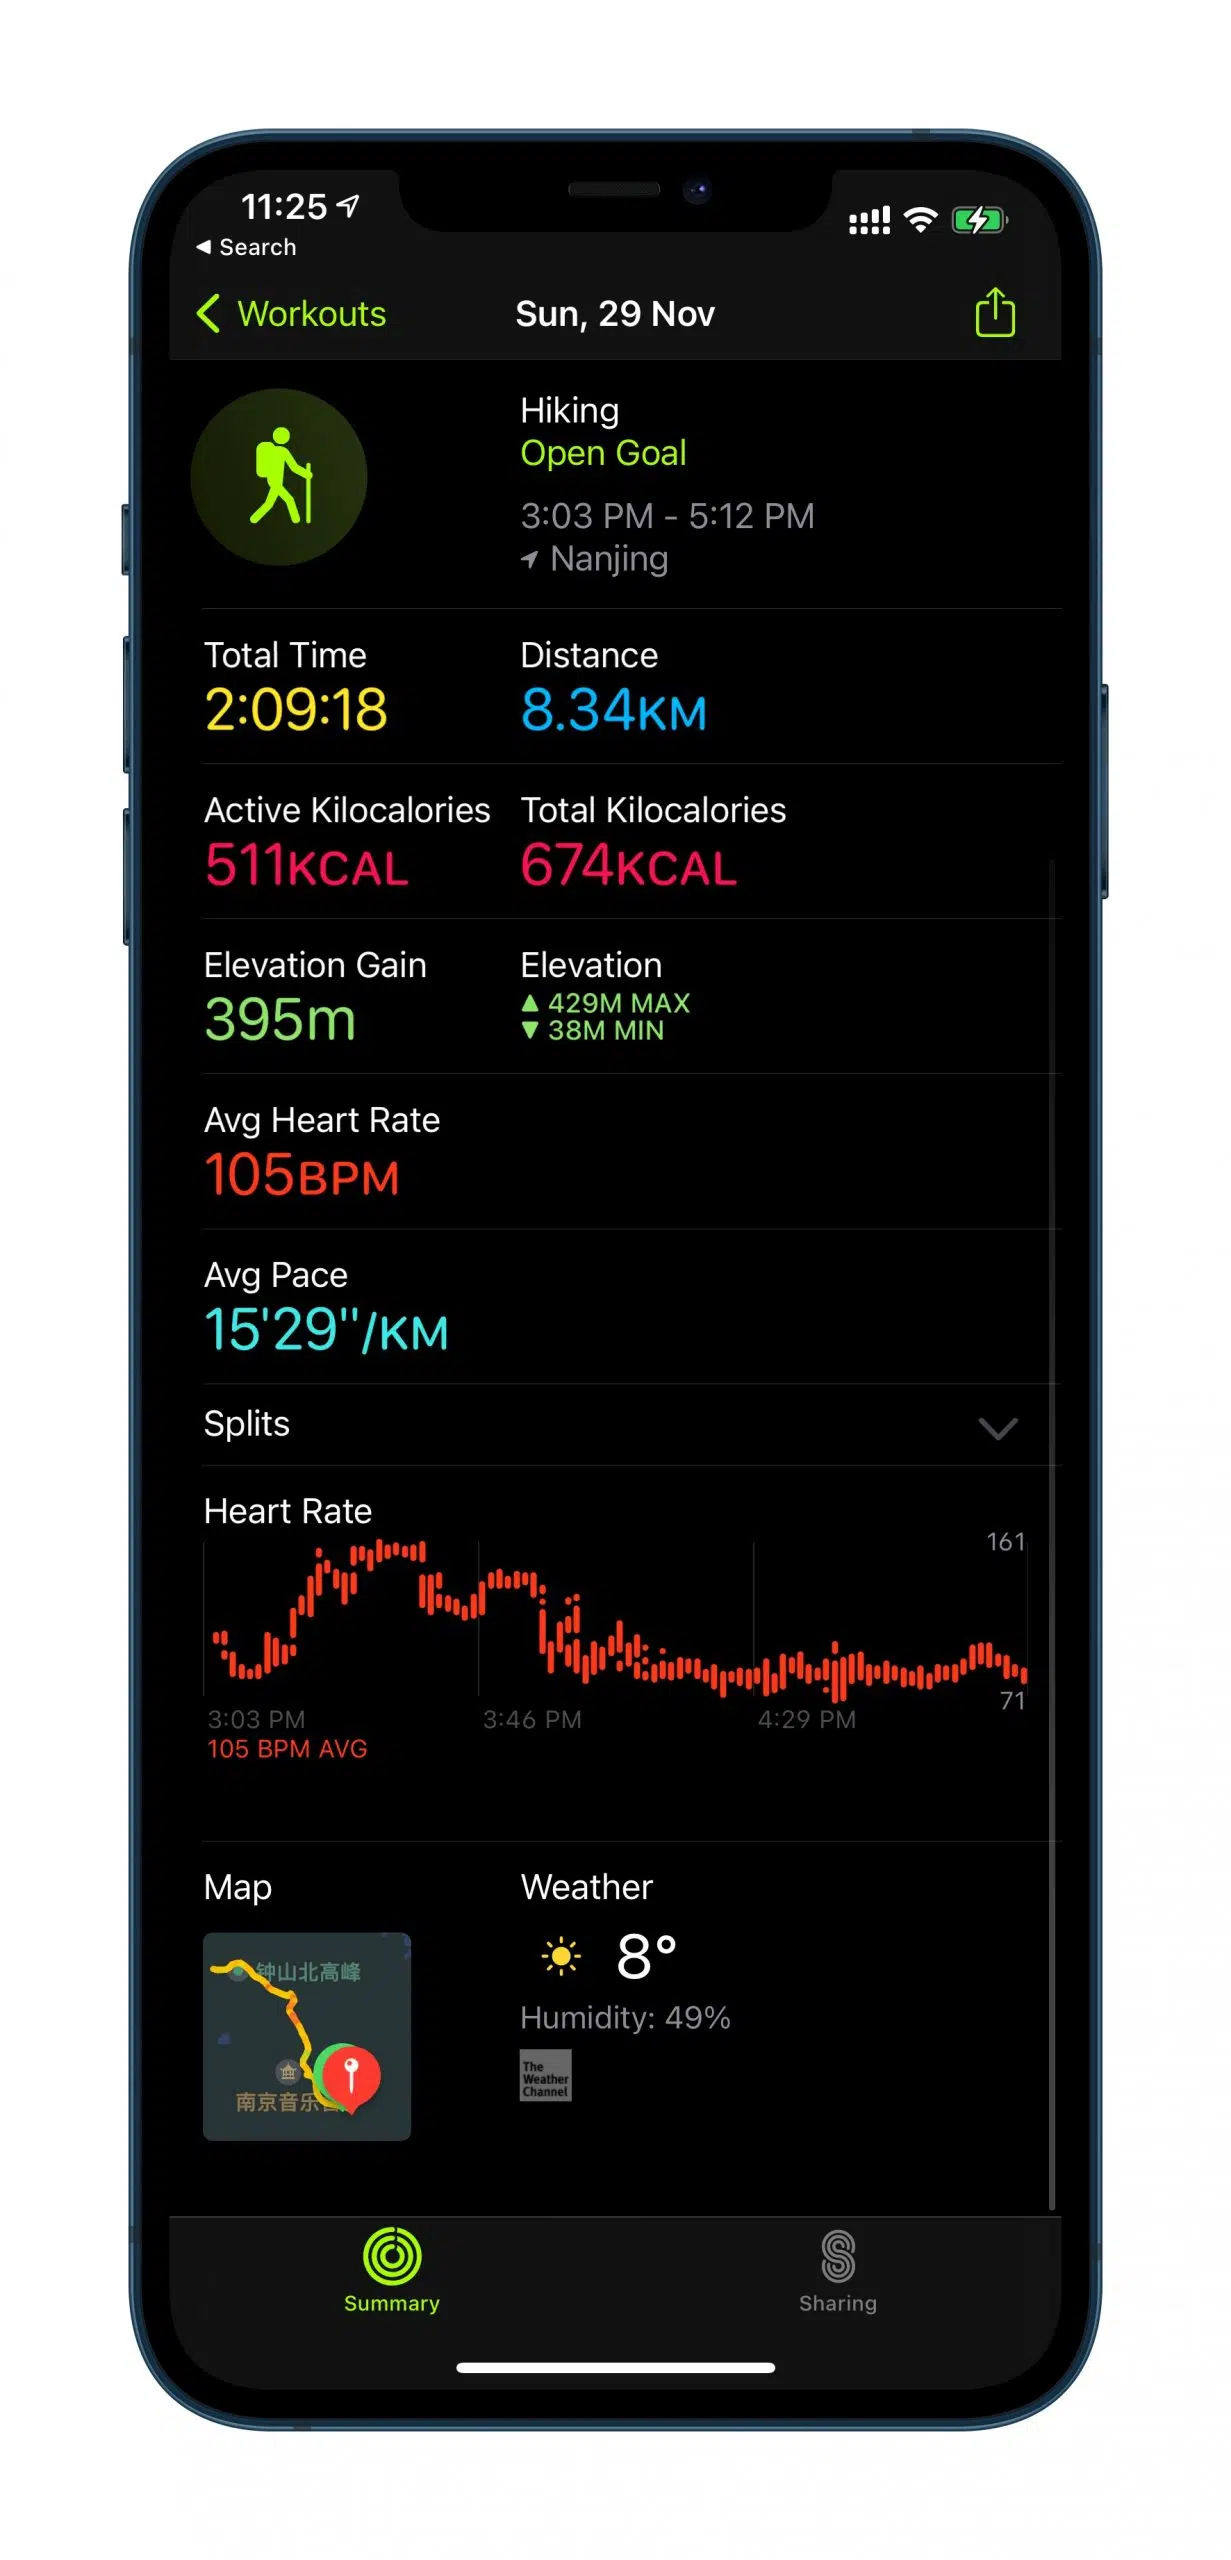 11:25
◀ Search
Workouts
Sun, 29 Nov
Hiking
Open Goal
3:03 PM - 5:12 PM
Nanjing
Total Time
Distance
2:09:18
8.34KM
Active Kilocalories
Total Kilocalories
511KCAL
674KCAL
Elevation Gain
Elevation
395m
▲ 429M MAX
▼ 38M MIN
Avg Heart Rate
105BPM
Avg Pace
15'29"/KM
Splits
Heart Rate
161
71
3:03 PM
3:46 PM
4:29 PM
105 BPM AVG
Map
Weather
钟山北高峰
南京音乐
8°
Humidity: 49%
The
Weather
Channel
Summary
Sharing